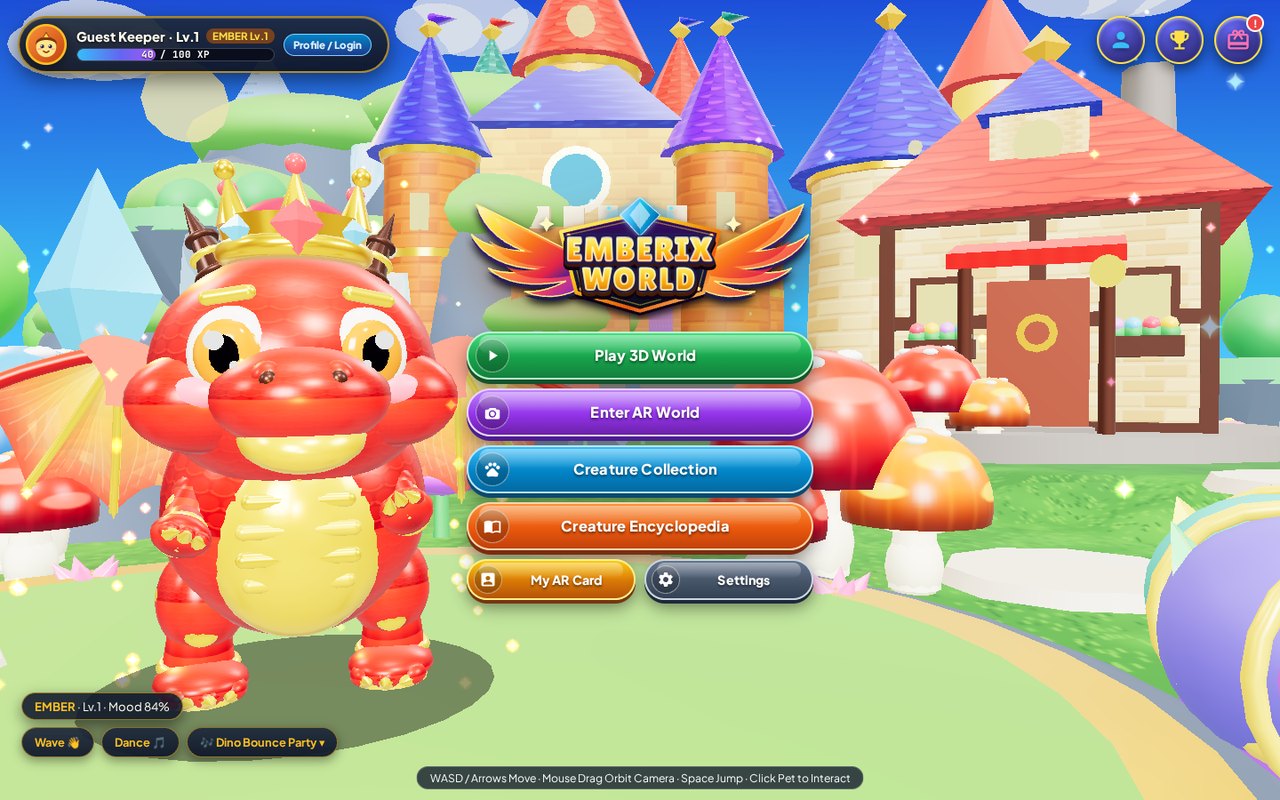 Guest Keeper · Lv.1 EMBER Lv.1
40 / 100 XP
Profile / Login
!
EMBERIX
WORLD
Play 3D World
Enter AR World
Creature Collection
Creature Encyclopedia
My AR Card
Settings
EMBER · Lv.1 · Mood 84%
Wave 👋
Dance 🎵
🎶 Dino Bounce Party ▾
WASD / Arrows Move · Mouse Drag Orbit Camera · Space Jump · Click Pet to Interact